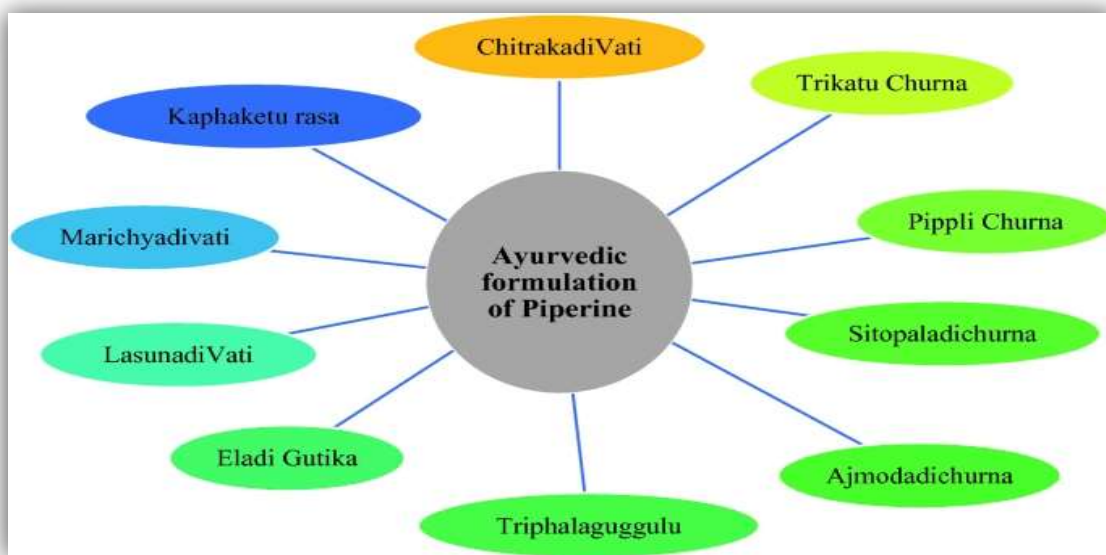 ChitrakadiVati
Trikatu Churna
Kaphaketu rasa
Pippli Churna
Marichyadivati
Ayurvedic
formulation
of Piperine
Sitopaladichurna
LasunadiVati
Eladi Gutika
Ajmodadichurna
Triphalaguggulu